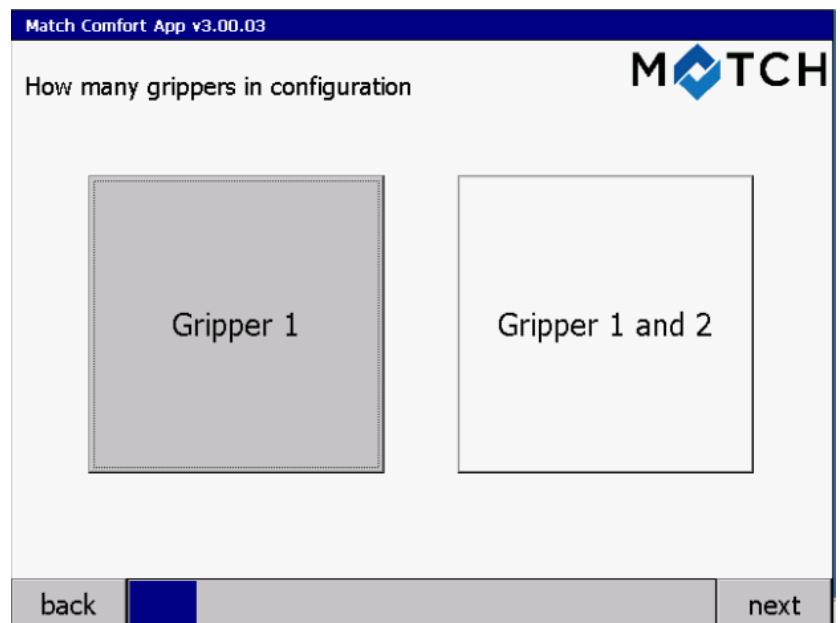 Match Comfort App v3.00.03
MATCH
How many grippers in configuration
Gripper 1
Gripper 1 and 2
back
next